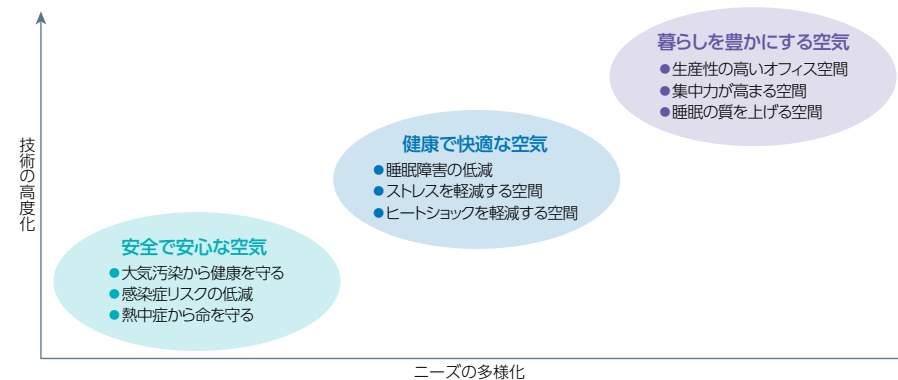 技術の高度化
暮らしを豊かにする空気
●生産性の高いオフィス空間
●集中力が高まる空間
●睡眠の質を上げる空間
健康で快適な空気
●睡眠障害の低減
●ストレスを軽減する空間
●ヒートショックを軽減する空間
安全で安心な空気
●大気汚染から健康を守る
●感染症リスクの低減
●熱中症から命を守る
ニーズの多様化